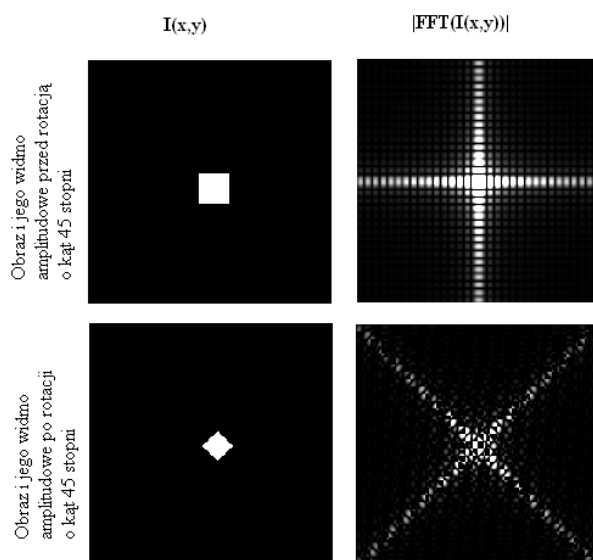 I(x,y)
|FFT(I(x,y))|
Obraz i jego widmo
amplitudowe przed rotacją
o kąt 45 stopni
Obraz i jego widmo
amplitudowe po rotacji
o kąt 45 stopni